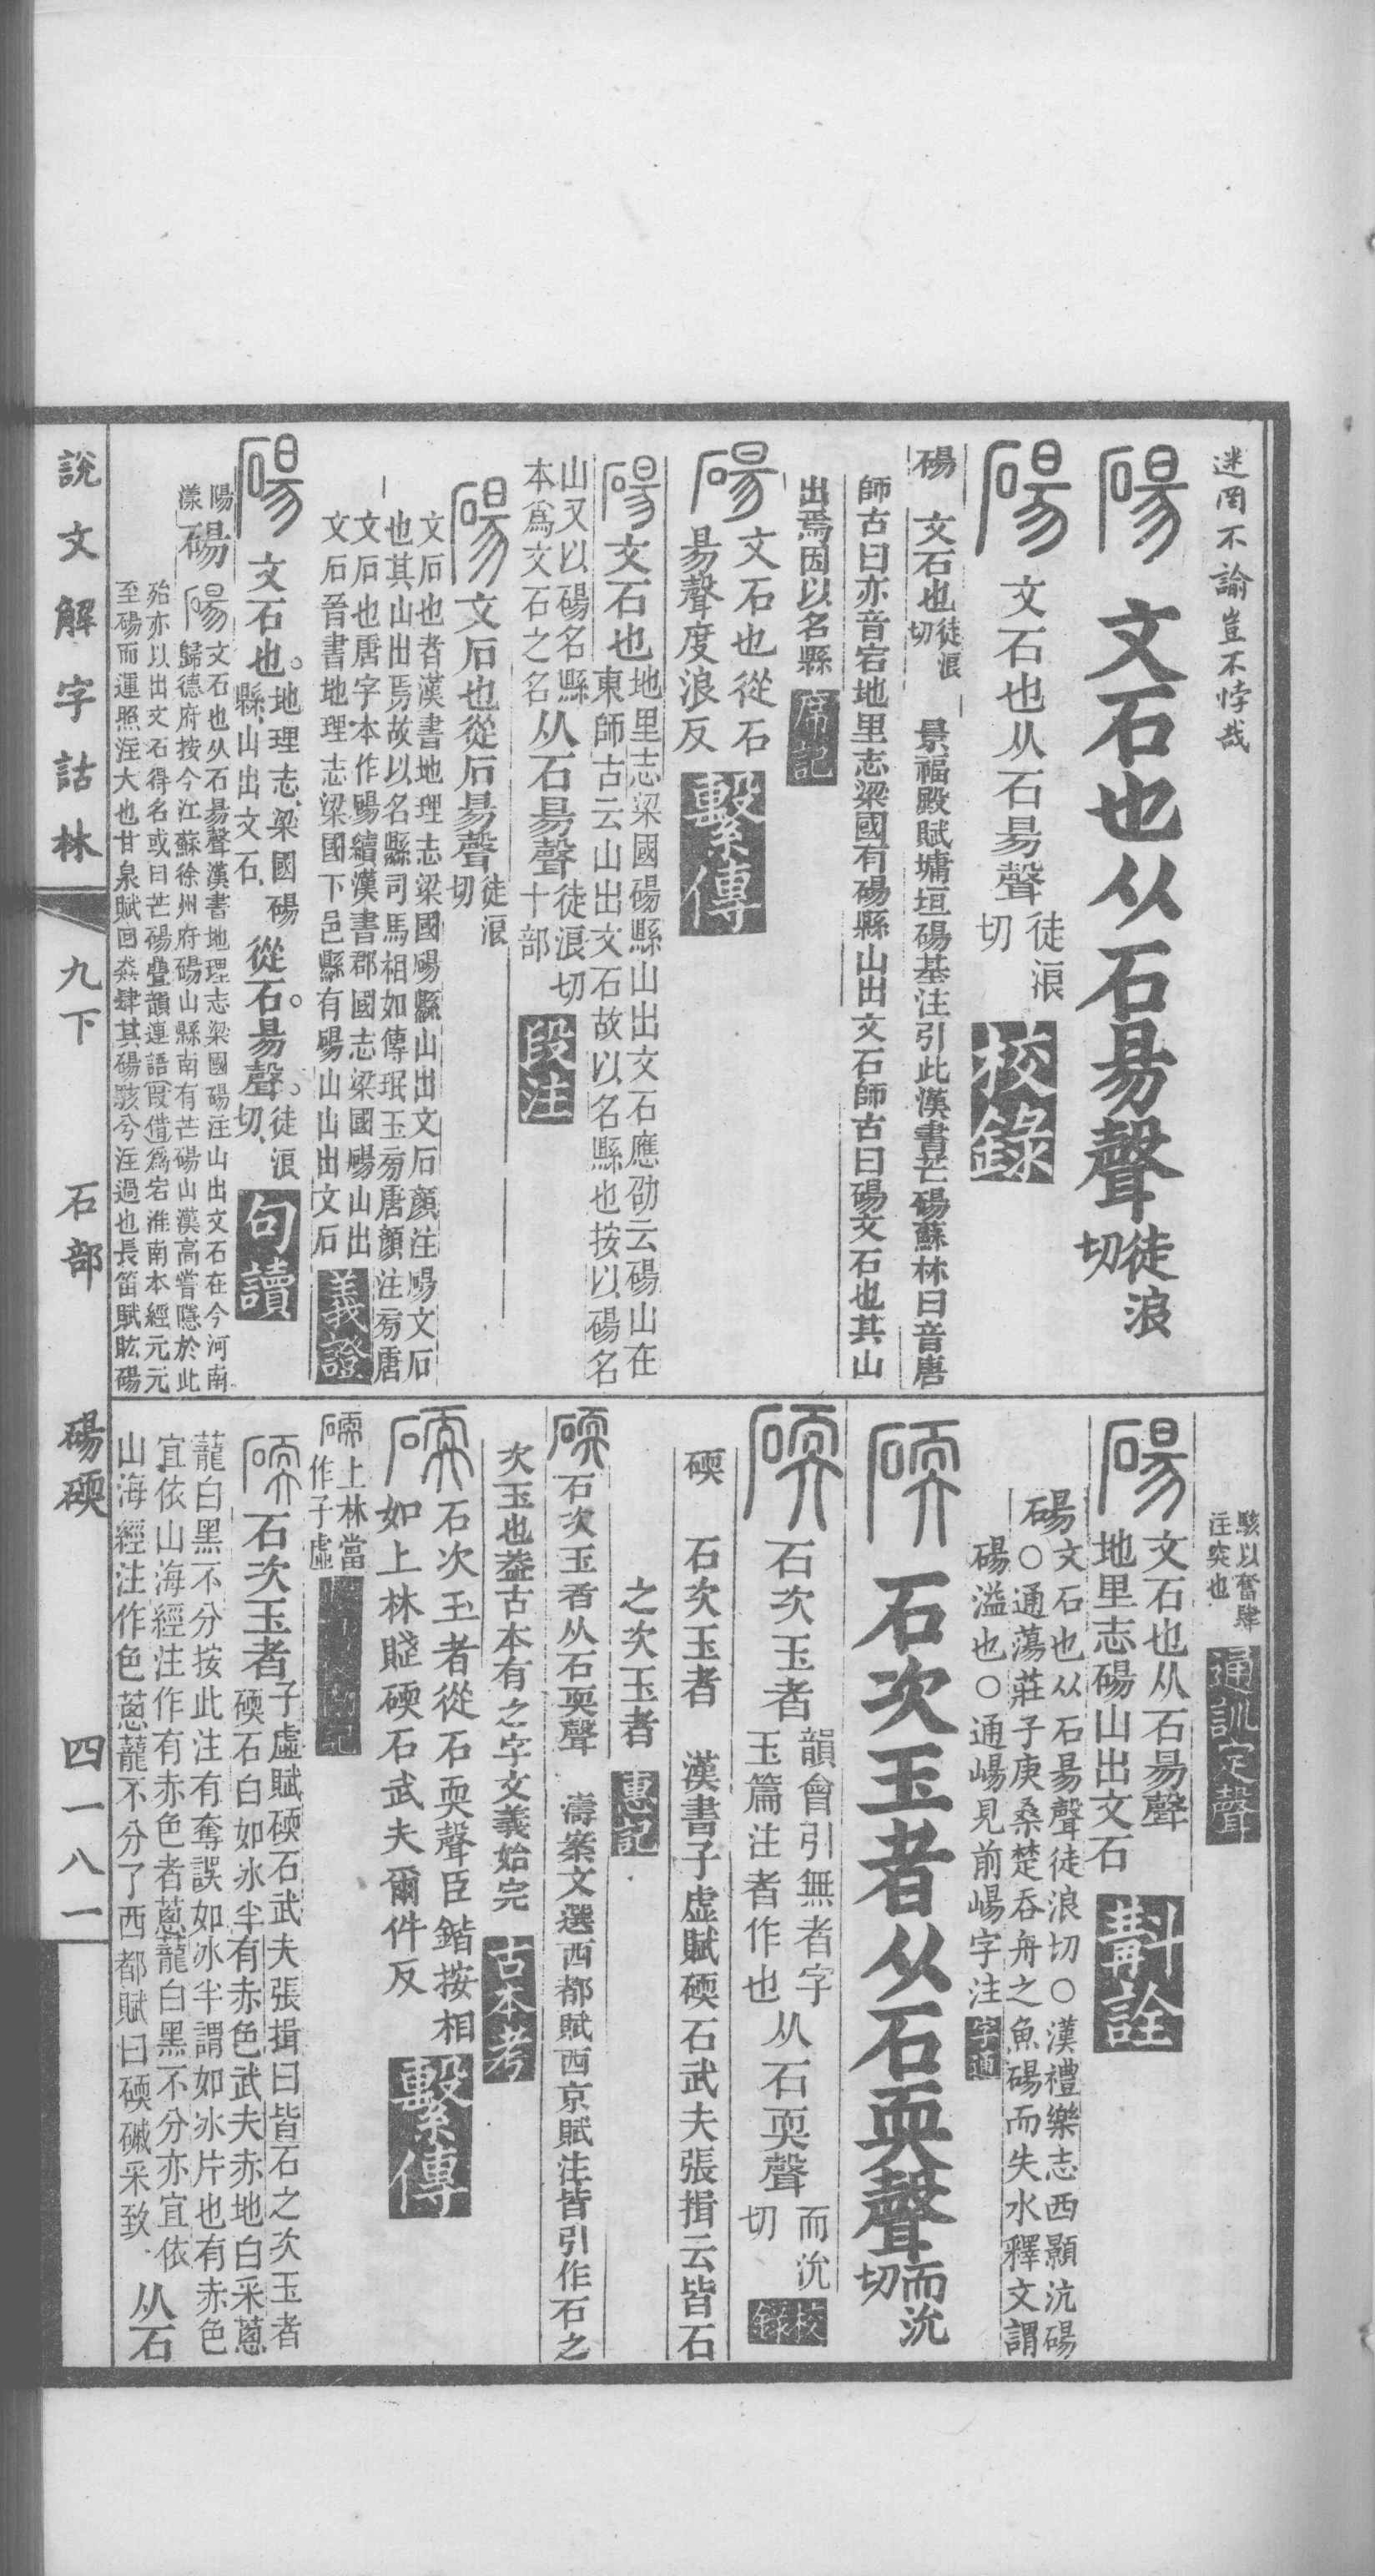 迷罔不諭豈不悖哉
碭 文石也从石昜聲徒浪切
碭 文石也从石昜聲徒浪切 校錄
碭 文石也徒浪切 景福殿賦墉垣碭基注引此漢書芒碭蘇林曰音唐
師古曰亦音宕地里志梁國有碭縣山出文石師古曰碭文石也其山
出焉因以名縣 席記
碭 文石也從石
昜聲度浪反 繫傳
碭 文石也地里志梁國碭縣山出文石應劭云碭山在
東師古云山出文石故以名縣也按以碭名
山又以碭名縣
本爲文石之名从石昜聲徒浪切
十部 段注
碭 文石也從石昜聲徒浪切
文石也者漢書地理志梁國碭縣山出文石顏注碭文石
也其山出焉故以名縣司馬相如傳珉玉㫄唐顏注㫄唐
文石也唐字本作碭續漢書郡國志梁國碭山出
文石晉書地理志梁國下邑縣有碭山山出文石 義證
碭 文石也。地理志、梁國碭
縣、山出文石、從石。昜聲。徒浪切、 句讀
陽
漾 碭 碭 文石也从石昜聲漢書地理志梁國碭注山出文石在今河南
歸德府按今江蘇徐州府碭山縣南有芒碭山漢高嘗隱於此
殆亦以出文石得名或曰芒碭疊韻連語(叚借)爲宕淮南本經元元
至碭而運照注大也甘泉賦回猋肆其碭駭兮注過也長笛賦眩碭
駭以奮肆
注突也 通訓定聲
碭 文石也从石昜聲
地里志碭山出文石 斠詮
碭 文石也从石昜聲徒浪切○漢禮樂志西顥沆碭
○通蕩莊子庚桑楚吞舟之魚碭而失水釋文謂
碭溢也○通崵見前崵字注 字通
碝 石次玉者从石耎聲而沇切
碝 石次玉者韻會引無者字
玉篇注者作也从石耎聲而沇切 校錄
碝 石次玉者 漢書子虛賦碝石武夫張揖云皆石
之次玉者 惠記
碝 石次玉者从石耎聲 濤案文選西都賦西京賦注皆引作石之
次玉也葢古本有之字文義始完 古本考
碝 石次玉者從石耎聲臣鍇按相
如上林賦碝石武夫爾件反 繫傳
碝 上林當
作子虛
碝 石次玉者子虛賦碝石武夫張揖曰皆石之次玉者
碝石白如冰半有赤色武夫赤地白采蔥
蘢白黑不分按此注有奪誤如冰半謂如冰片也有赤色
宜依山海經注作有赤色者蔥蘢白黑不分亦宜依
山海經注作色蔥蘢不分了西都賦曰碝磩采致、从石
說文解字詁林 九下 石部 碭碝 四一八一